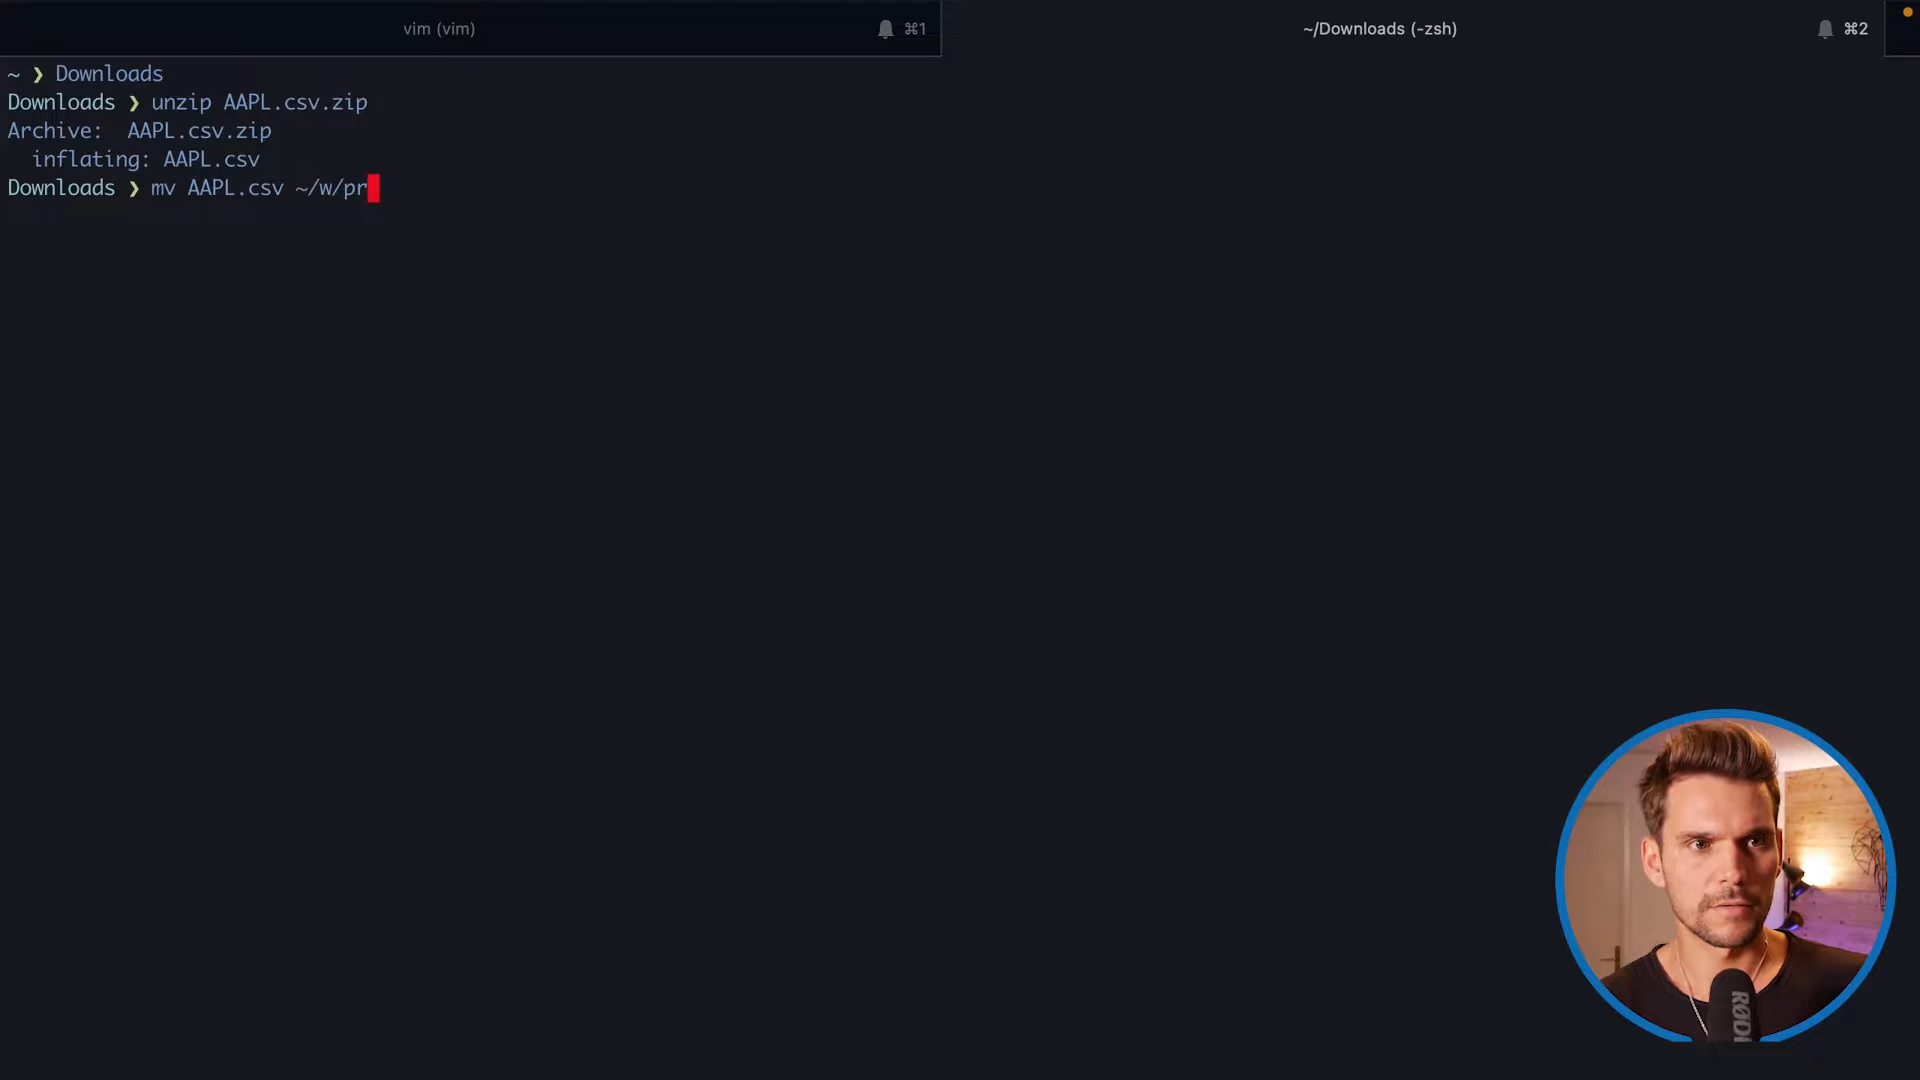 vim (vim) ⌘1 ~/Downloads (-zsh) ⌘2
~ ❯ Downloads
Downloads ❯ unzip AAPL.csv.zip
Archive:  AAPL.csv.zip
  inflating: AAPL.csv
Downloads ❯ mv AAPL.csv ~/w/pr
RØDE